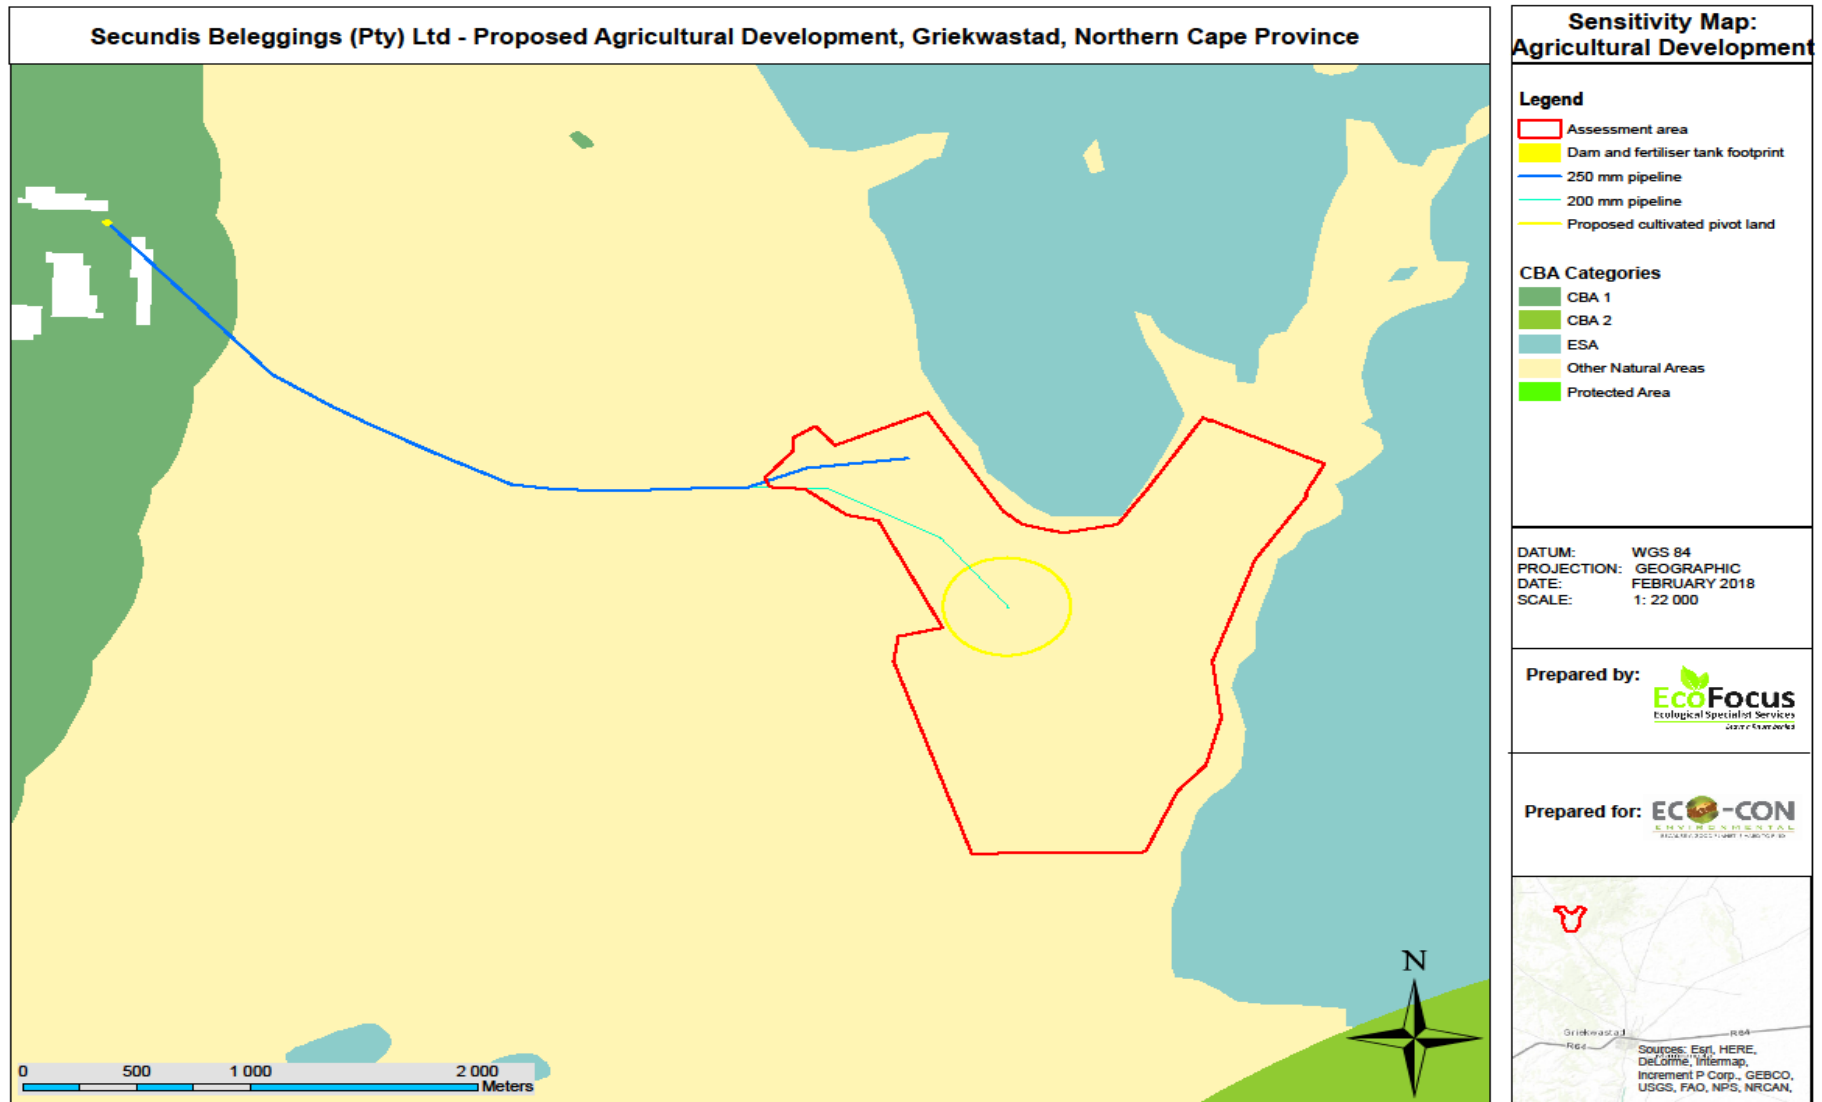 Secundis Beleggings (Pty) Ltd - Proposed Agricultural Development, Griekwastad, Northern Cape Province
Sensitivity Map:
Agricultural Development
Legend
Assessment area
Dam and fertiliser tank footprint
250 mm pipeline
200 mm pipeline
Proposed cultivated pivot land
CBA Categories
CBA 1
CBA 2
ESA
Other Natural Areas
Protected Area
DATUM: WGS 84
PROJECTION: GEOGRAPHIC
DATE: FEBRUARY 2018
SCALE: 1: 22 000
Prepared by:
EcoFocus
Ecological Specialist Services
Prepared for:
ECO-CON
ENVIRONMENTAL
N
0 500 1 000 2 000
Meters
Griekwastad
R64
R64
Sources: Esri, HERE,
DeLorme, Intermap,
Increment P Corp., GEBCO,
USGS, FAO, NPS, NRCAN,